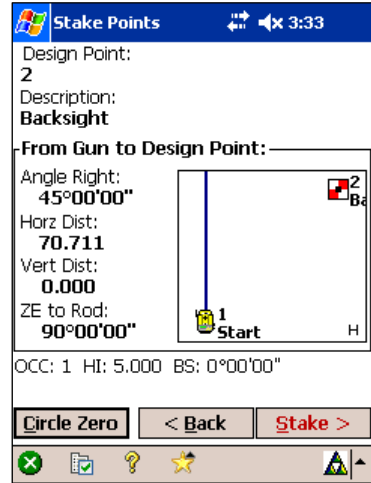 Stake Points 3:33
Design Point:
2
Description:
Backsight
From Gun to Design Point:
Angle Right:
45°00'00"
Horz Dist:
70.711
Vert Dist:
0.000
ZE to Rod:
90°00'00"
2
Ba
1
Start
H
OCC: 1 HI: 5.000 BS: 0°00'00"
Circle Zero < Back Stake >